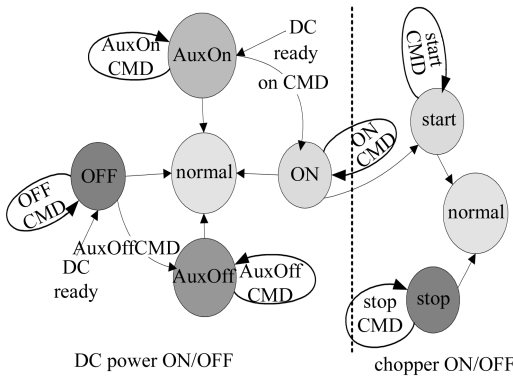 AuxOn
CMD
AuxOn
DC
ready
on CMD
start
CMD
start
OFF
normal
ON
ON
CMD
normal
OFF
CMD
AuxOffCMD
DC
ready
AuxOff
AuxOff
CMD
stop
CMD
stop
DC power ON/OFF
chopper ON/OFF